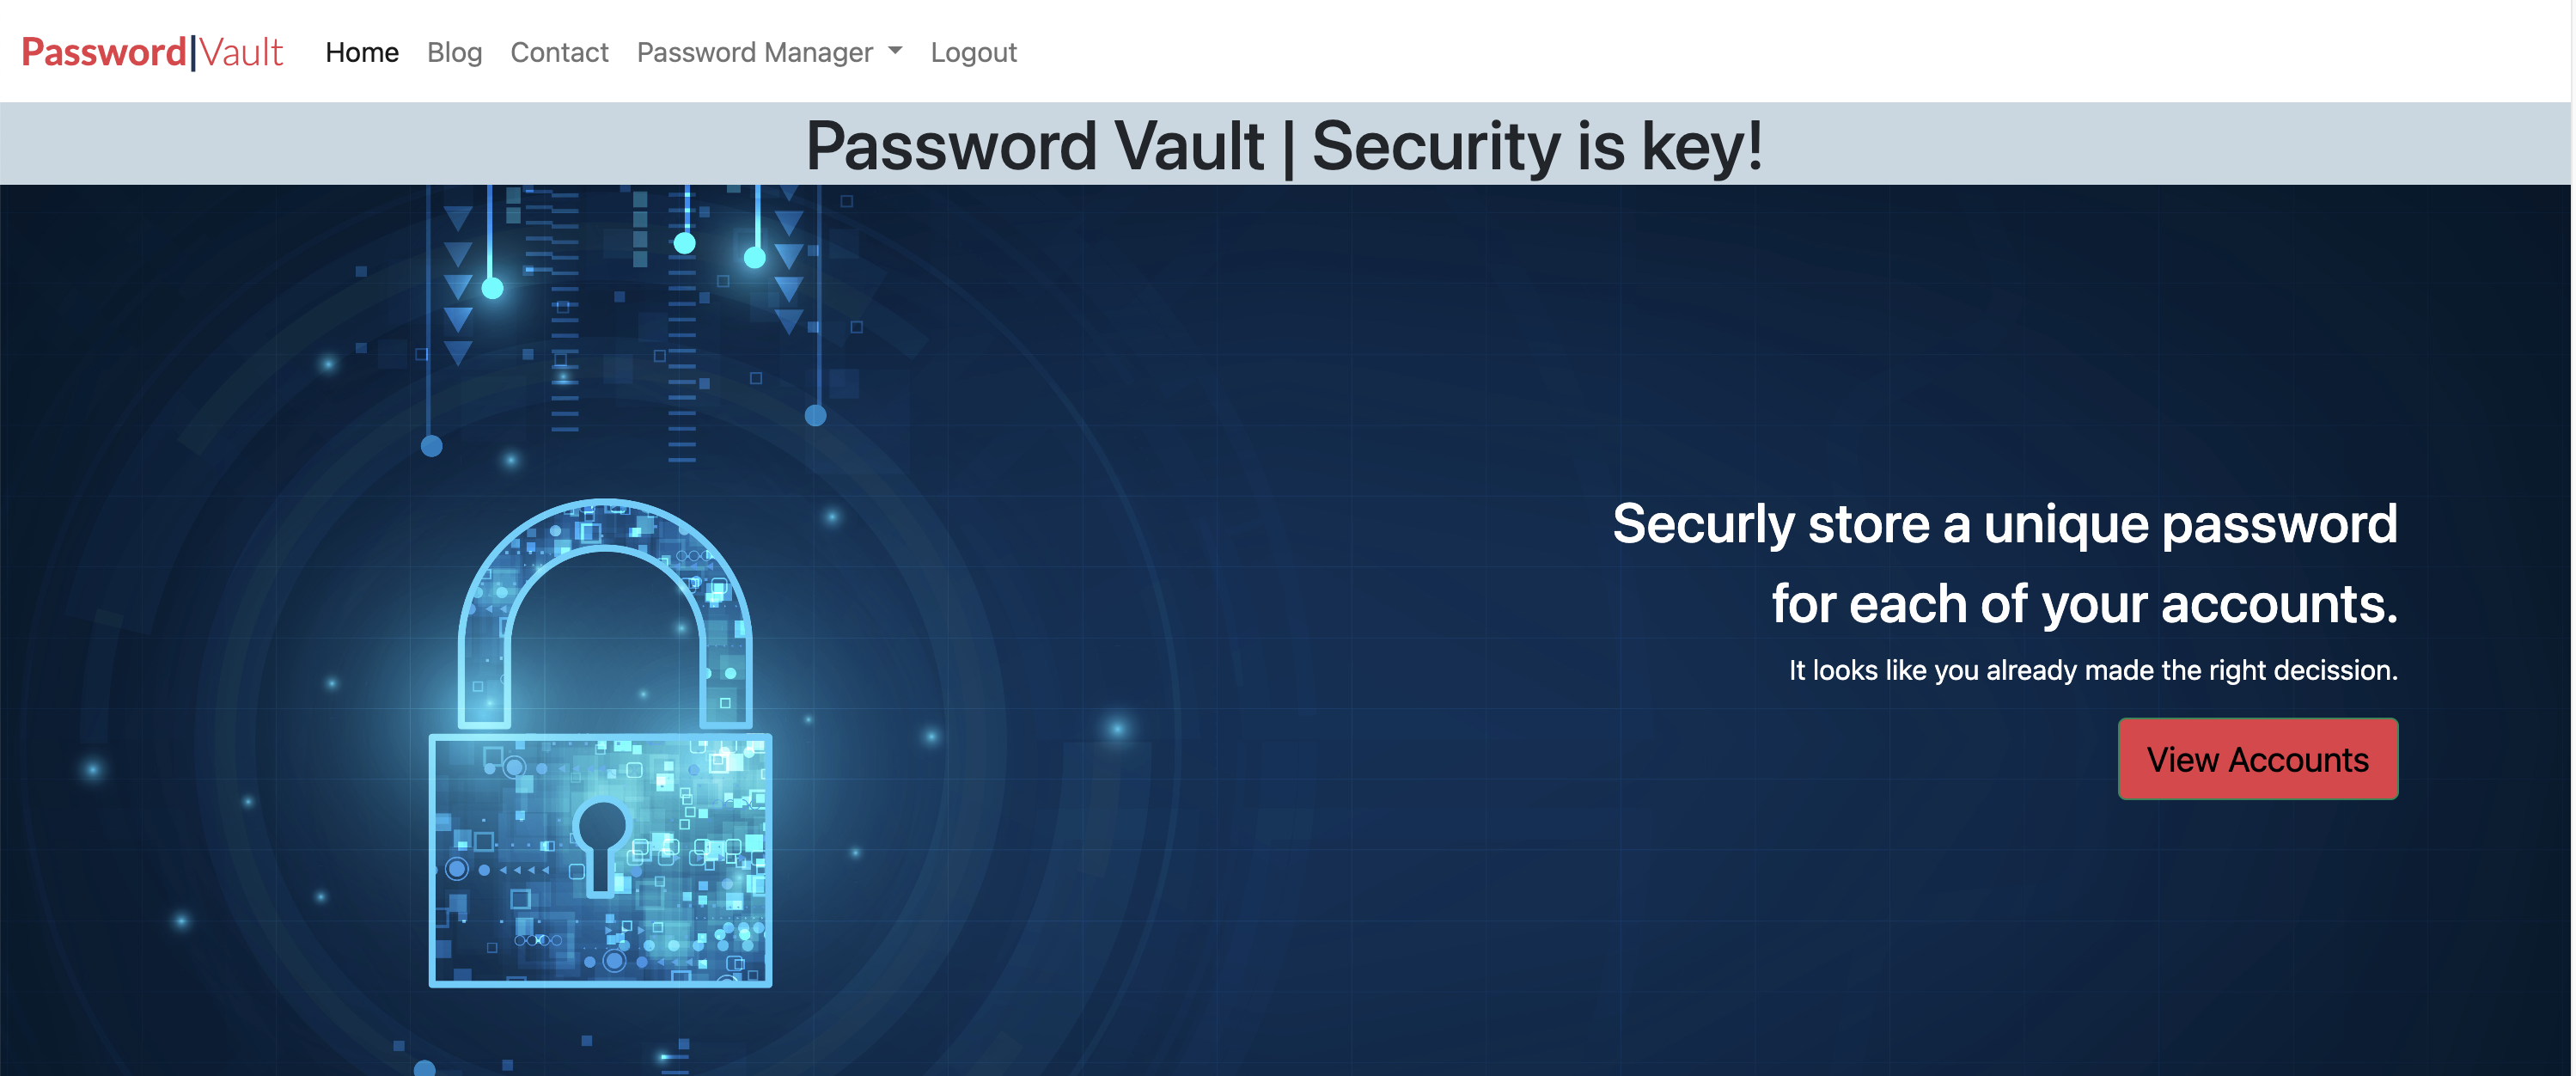 Password|Vault Home Blog Contact Password Manager Logout
Password Vault | Security is key!
Securly store a unique password
for each of your accounts.
It looks like you already made the right decission.
View Accounts